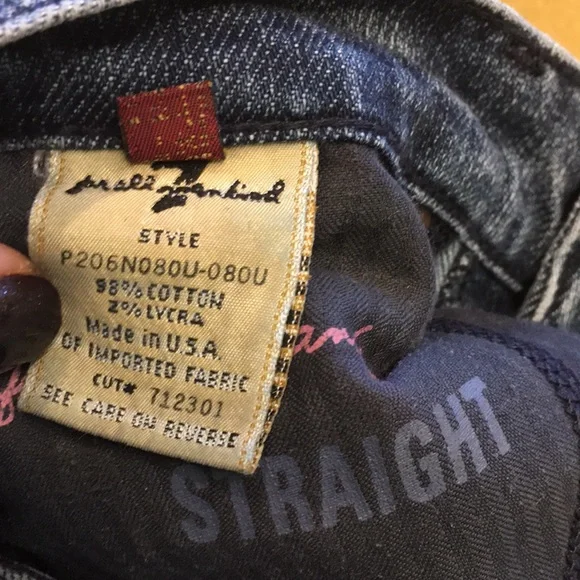 7
for all mankind
STYLE
P206N080U-080U
98% COTTON
2% LYCRA
Made in U.S.A.
OF IMPORTED FABRIC
CUT# 712301
SEE CARE ON REVERSE
STRAIGHT